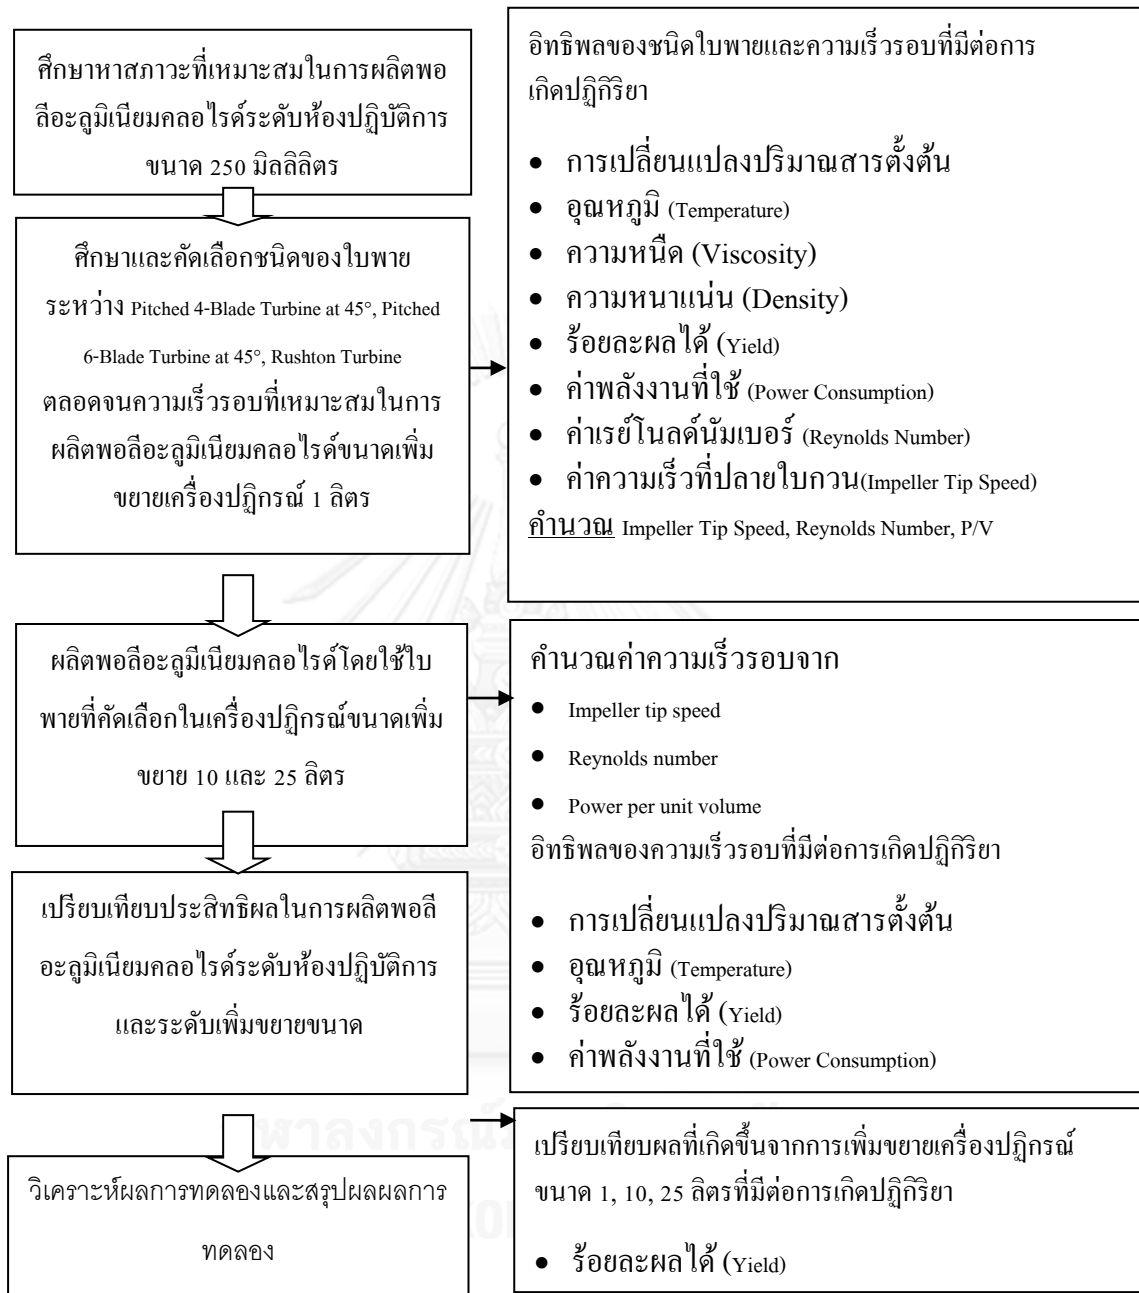 ศึกษาหาสภาวะที่เหมาะสมในการผลิตพอ
ลีอะลูมิเนียมคลอไรด์ระดับห้องปฏิบัติการ
ขนาด 250 มิลลิลิตร
ศึกษาและคัดเลือกชนิดของใบพาย
ระหว่าง Pitched 4-Blade Turbine at 45°, Pitched
6-Blade Turbine at 45°, Rushton Turbine
ตลอดจนความเร็วรอบที่เหมาะสมในการ
ผลิตพอลีอะลูมิเนียมคลอไรด์ขนาดเพิ่ม
ขยายเครื่องปฏิกรณ์ 1 ลิตร
อิทธิพลของชนิดใบพายและความเร็วรอบที่มีต่อการ
เกิดปฏิกิริยา
• การเปลี่ยนแปลงปริมาณสารตั้งต้น
• อุณหภูมิ (Temperature)
• ความหนืด (Viscosity)
• ความหนาแน่น (Density)
• ร้อยละผลได้ (Yield)
• ค่าพลังงานที่ใช้ (Power Consumption)
• ค่าเรย์โนลด์นัมเบอร์ (Reynolds Number)
• ค่าความเร็วที่ปลายใบกวน(Impeller Tip Speed)
คำนวณ Impeller Tip Speed, Reynolds Number, P/V
ผลิตพอลีอะลูมีเนียมคลอไรด์โดยใช้ใบ
พายที่คัดเลือกในเครื่องปฏิกรณ์ขนาดเพิ่ม
ขยาย 10 และ 25 ลิตร
คำนวณค่าความเร็วรอบจาก
• Impeller tip speed
• Reynolds number
• Power per unit volume
อิทธิพลของความเร็วรอบที่มีต่อการเกิดปฏิกิริยา
• การเปลี่ยนแปลงปริมาณสารตั้งต้น
• อุณหภูมิ (Temperature)
• ร้อยละผลได้ (Yield)
• ค่าพลังงานที่ใช้ (Power Consumption)
เปรียบเทียบประสิทธิผลในการผลิตพอลี
อะลูมิเนียมคลอไรด์ระดับห้องปฏิบัติการ
และระดับเพิ่มขยายขนาด
เปรียบเทียบผลที่เกิดขึ้นจากการเพิ่มขยายเครื่องปฏิกรณ์
ขนาด 1, 10, 25 ลิตรที่มีต่อการเกิดปฏิกิริยา
• ร้อยละผลได้ (Yield)
วิเคราะห์ผลการทดลองและสรุปผลผลการ
ทดลอง